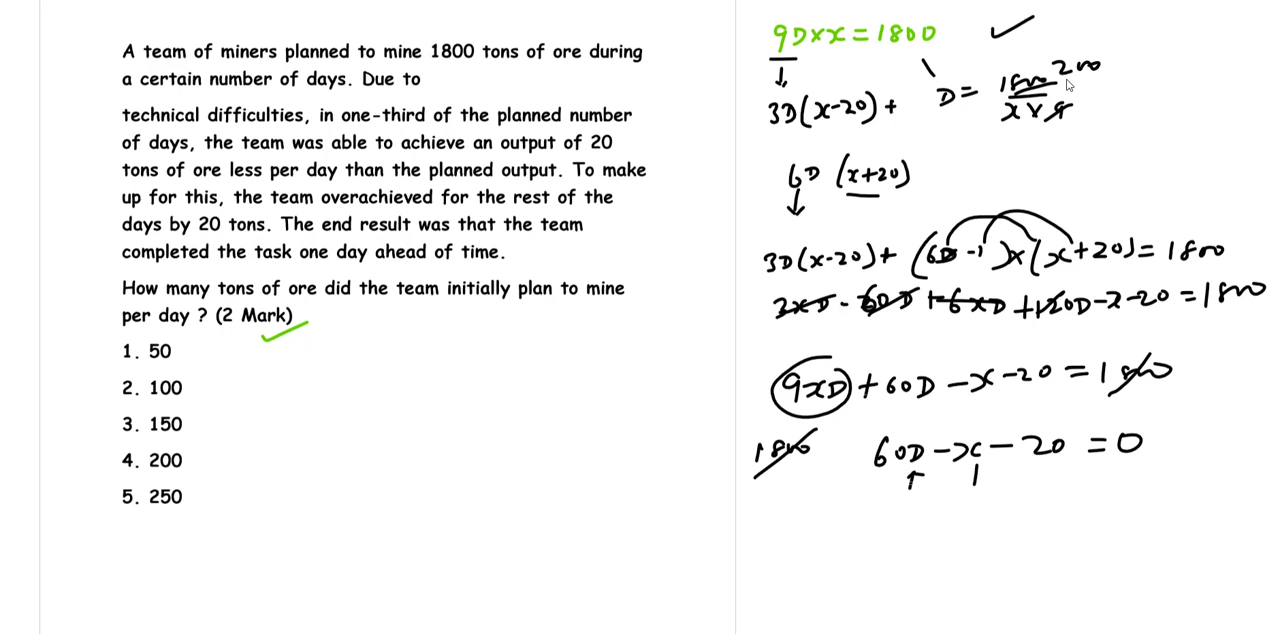 A team of miners planned to mine 1800 tons of ore during
a certain number of days. Due to
technical difficulties, in one-third of the planned number
of days, the team was able to achieve an output of 20
tons of ore less per day than the planned output. To make
up for this, the team overachieved for the rest of the
days by 20 tons. The end result was that the team
completed the task one day ahead of time.
How many tons of ore did the team initially plan to mine
per day ? (2 Mark)
1. 50
2. 100
3. 150
4. 200
5. 250
9D×x=1800
3D(x-20)+
D= 1800 200
x×9
6D (x+20)
3D(x-20)+(6D-1)×(x+20)=1800
3xD-60D+6xD+120D-x-20=1800
9xD+60D-x-20=1800
1800 60D-x-20=0